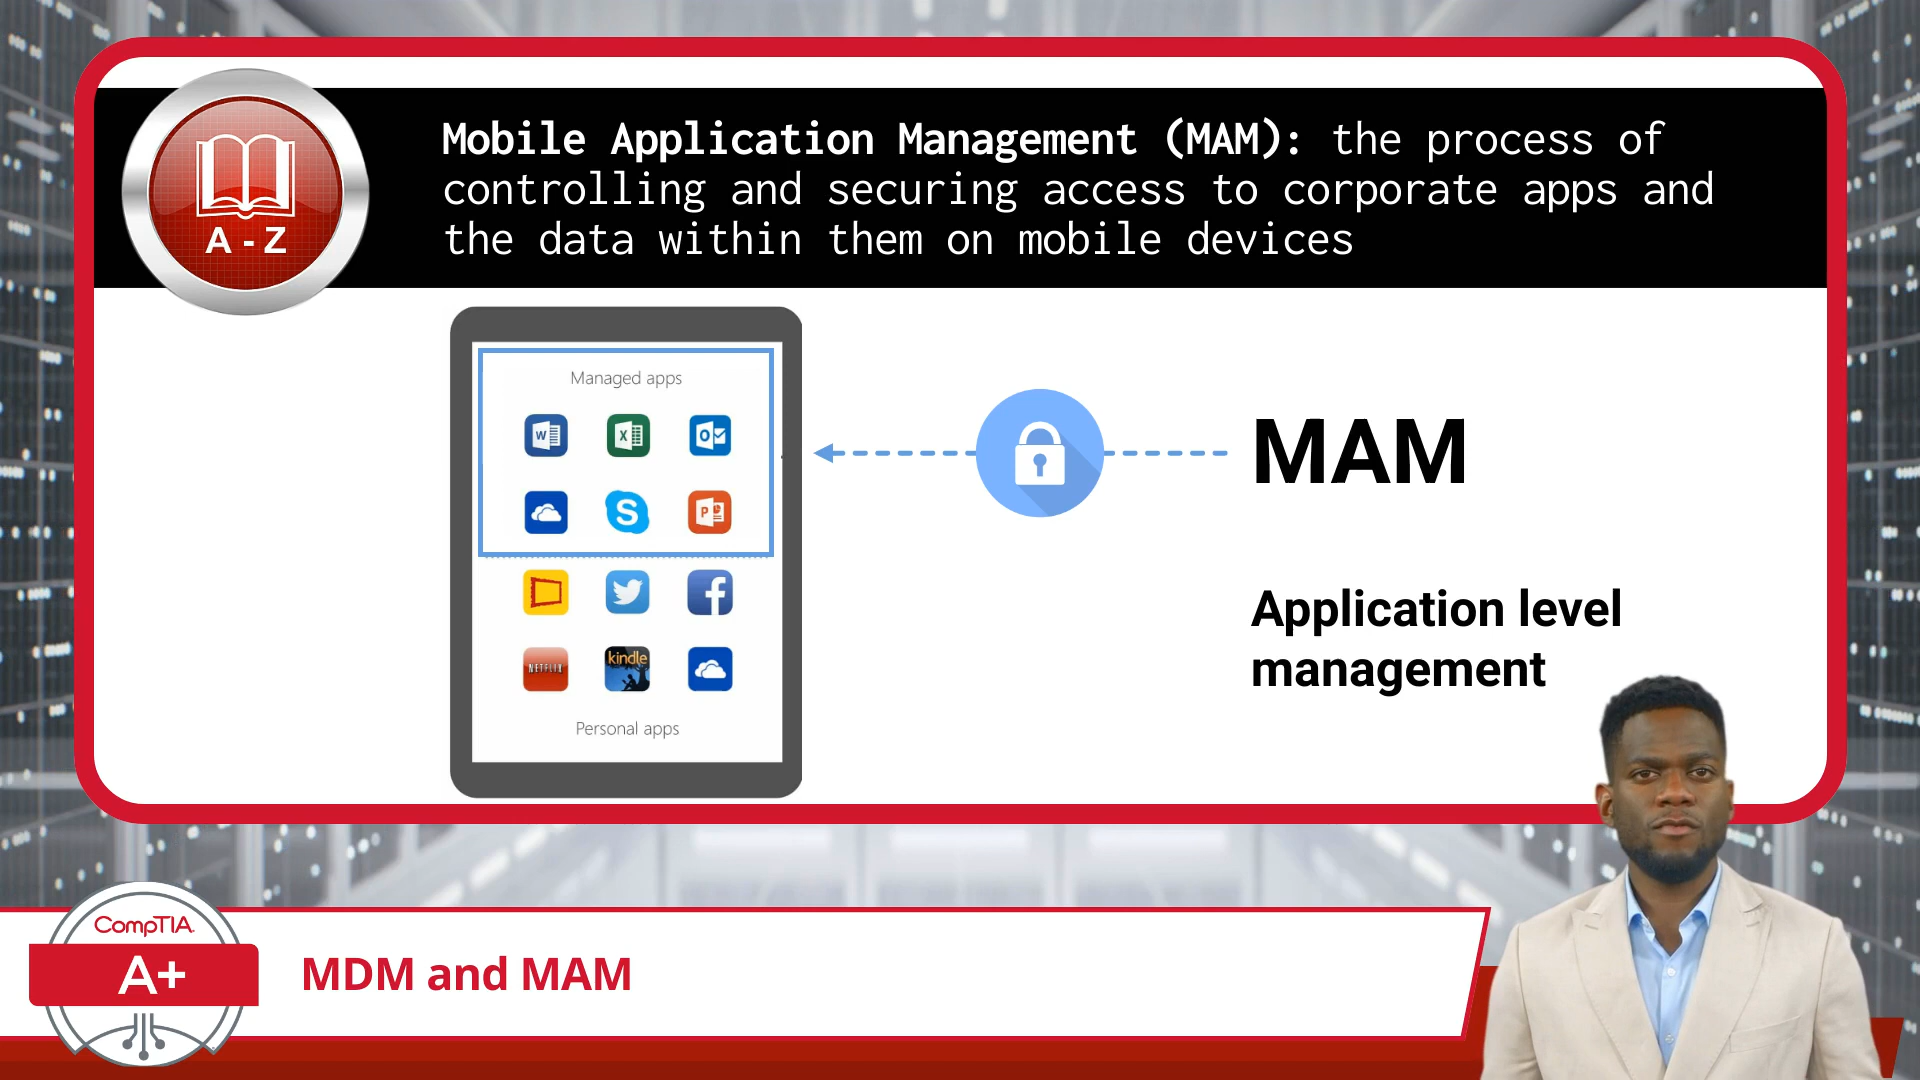 Mobile Application Management (MAM): the process of
controlling and securing access to corporate apps and
the data within them on mobile devices
A - Z
Managed apps
W X O
S P
NETFLIX kindle
Personal apps
MAM
Application level
management
CompTIA.
A+
MDM and MAM